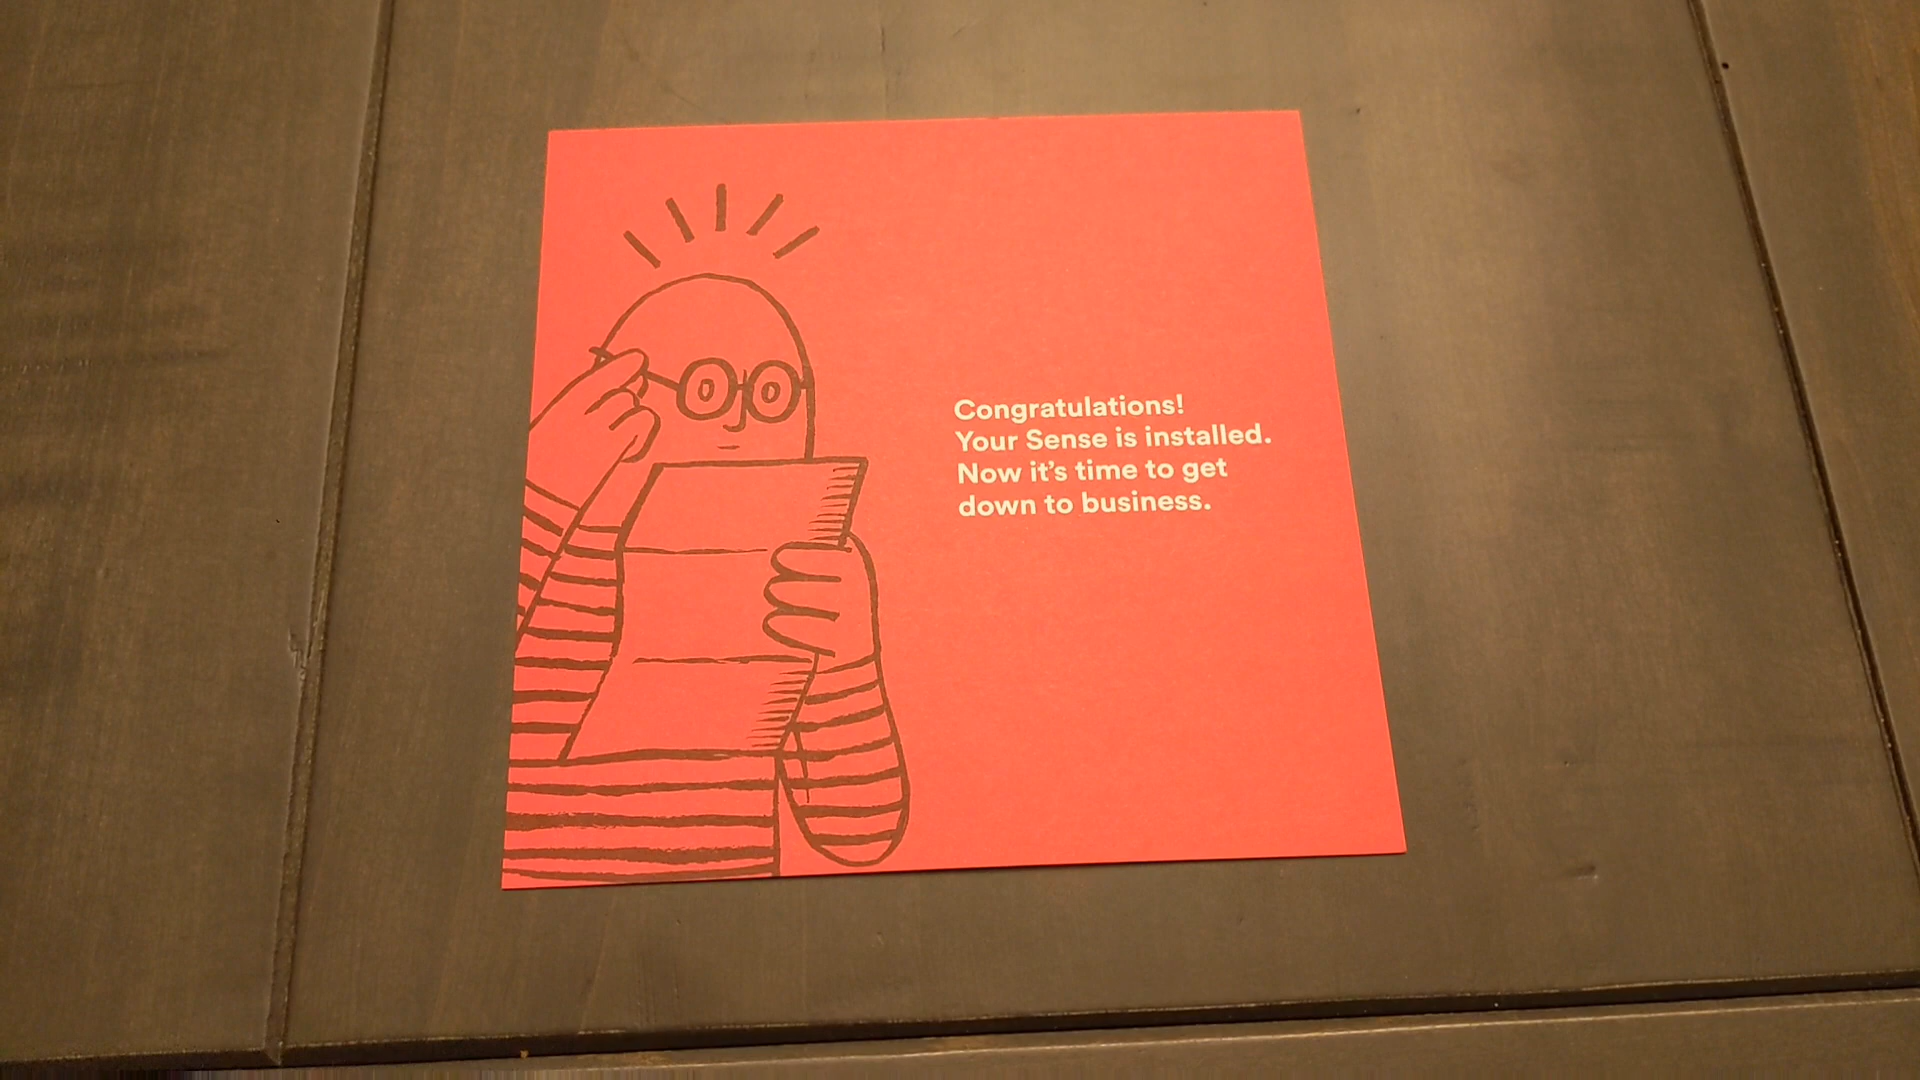 Congratulations!
Your Sense is installed.
Now it's time to get
down to business.